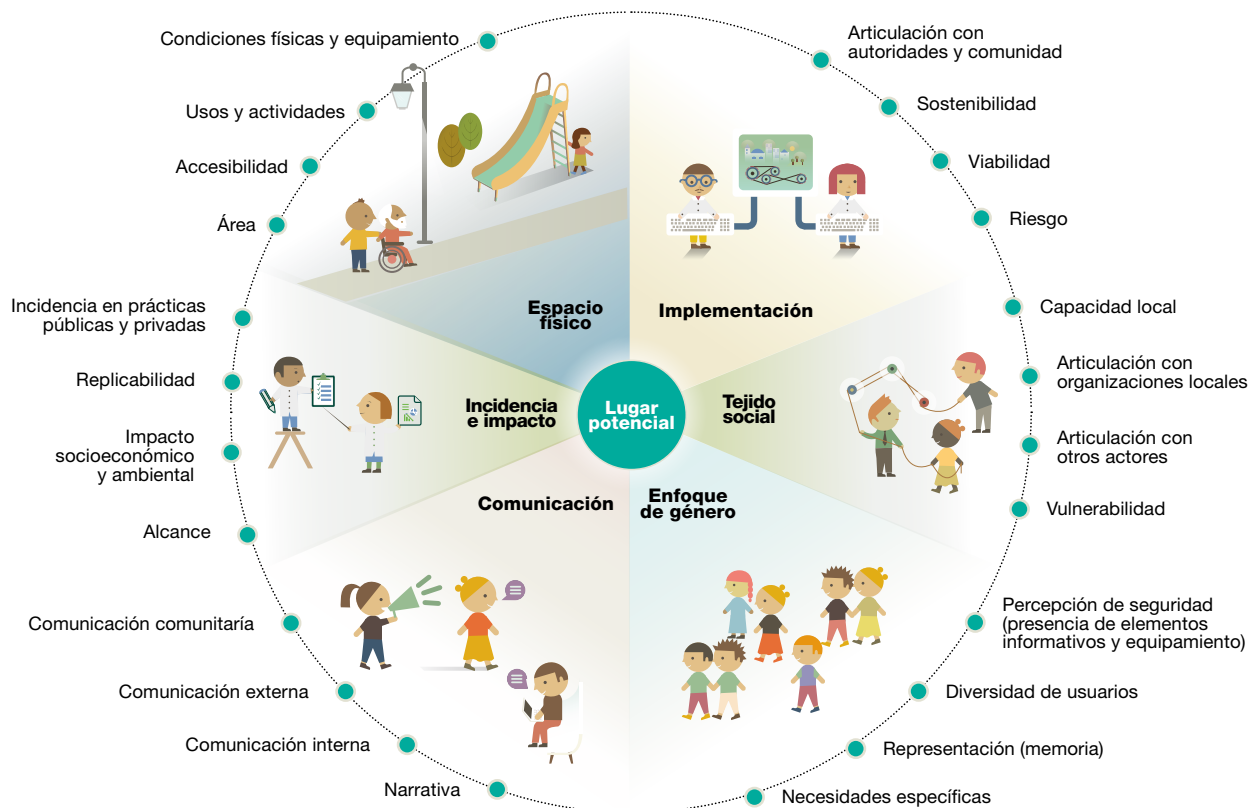 Condiciones físicas y equipamiento
Usos y actividades
Accesibilidad
Área
Incidencia en prácticas
públicas y privadas
Replicabilidad
Impacto
socioeconómico
y ambiental
Alcance
Comunicación comunitaría
Comunicación externa
Comunicación interna
Narrativa
Articulación con
autoridades y comunidad
Sostenibilidad
Viabilidad
Riesgo
Capacidad local
Articulación con
organizaciones locales
Articulación con
otros actores
Vulnerabilidad
Percepción de seguridad
(presencia de elementos
informativos y equipamiento)
Diversidad de usuarios
Representación (memoria)
Necesidades específicas
Espacio
físico
Implementación
Incidencia
e impacto
Lugar
potencial
Tejido
social
Comunicación
Enfoque
de género